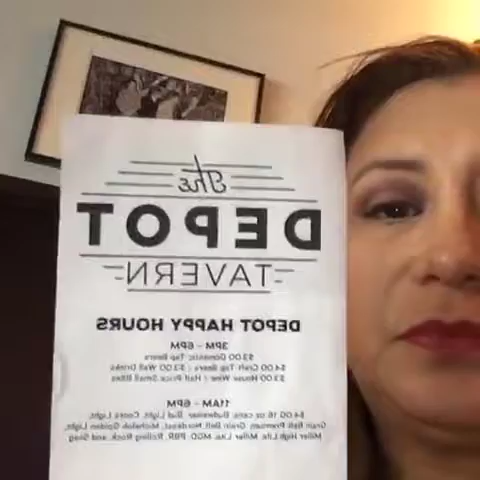 The
DEPOT
TAVERN
DEPOT HAPPY HOURS
3PM - 6PM
$3.00 Domestic Tap Beers
$4.00 Craft Tap Beers / $3.00 Well Drinks
$3.00 House Wine / Half Price Small Bites
11AM - 6PM
$4.00 16 oz cans: Budweiser, Bud Light, Coors Light,
Grain Belt Premium, Grain Belt Nordeast, Michelob Golden Light,
Miller High Life, Miller Lite, MGD, PBR, Rolling Rock and Stag